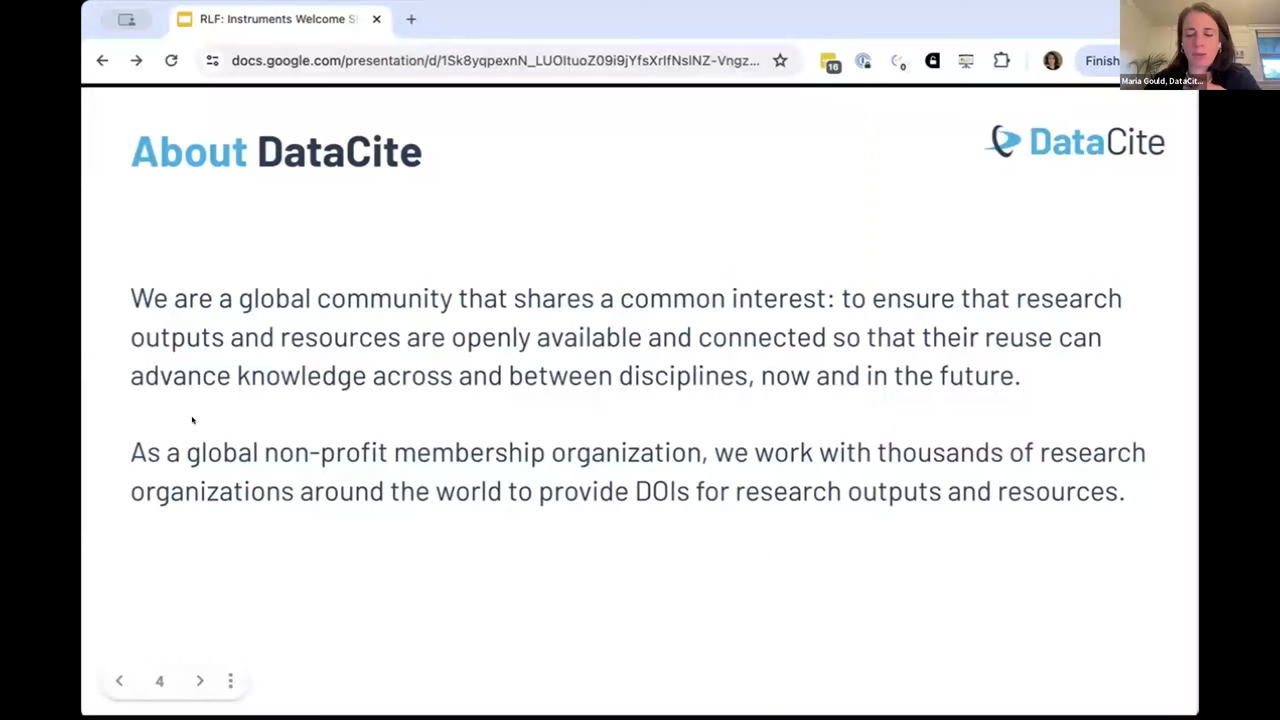 RLF: Instruments Welcome S
docs.google.com/presentation/d/1Sk8yqpexnN_LUOItuoZ09i9jYfsXrIfNsINZ-Vngz...
16
0
Finish
Maria Gould, DataCit...
About DataCite
DataCite
We are a global community that shares a common interest: to ensure that research
outputs and resources are openly available and connected so that their reuse can
advance knowledge across and between disciplines, now and in the future.
As a global non-profit membership organization, we work with thousands of research
organizations around the world to provide DOIs for research outputs and resources.
4